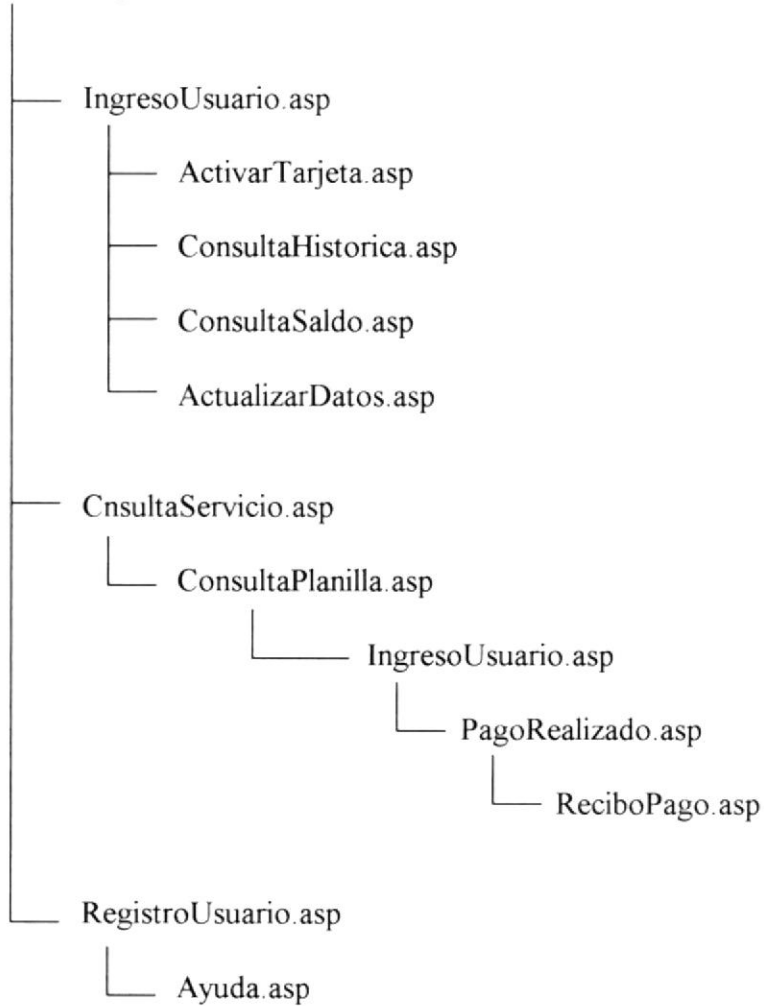 IngresoUsuario.asp
ActivarTarjeta.asp
ConsultaHistorica.asp
ConsultaSaldo.asp
ActualizarDatos.asp
CnsultaServicio.asp
ConsultaPlanilla.asp
IngresoUsuario.asp
PagoRealizado.asp
ReciboPago.asp
RegistroUsuario.asp
Ayuda.asp